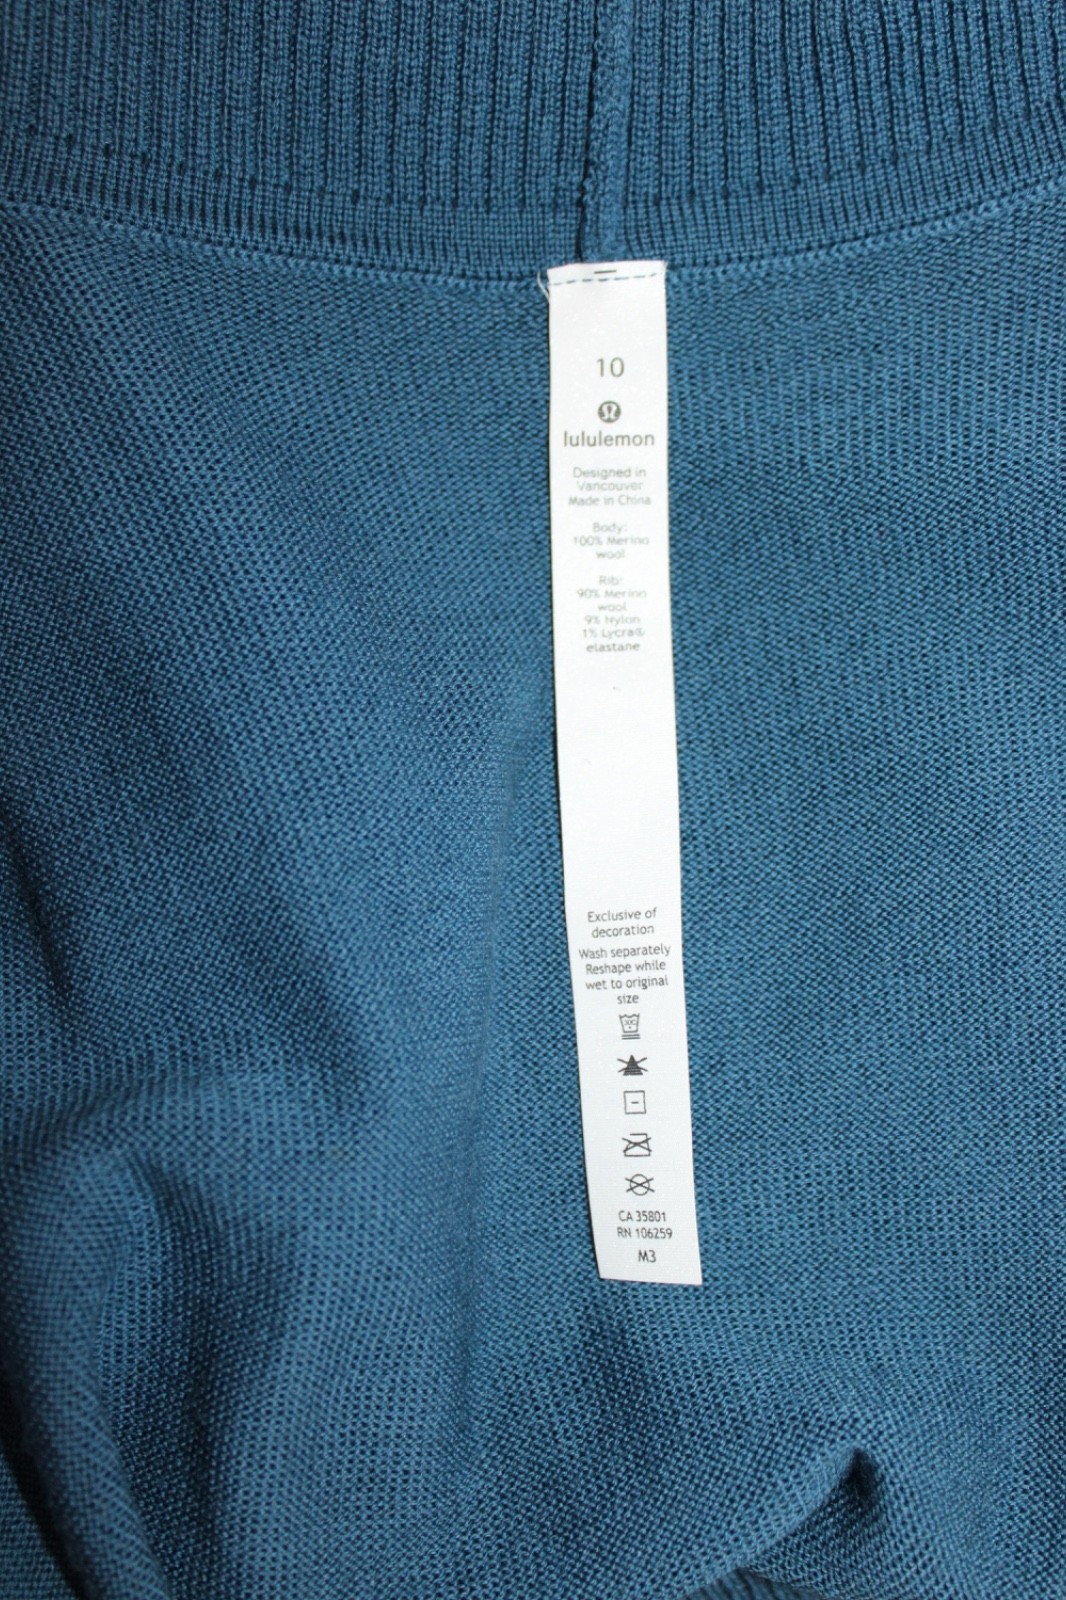 10
lululemon
Designed in
Vancouver
Made in China
Body:
100% Merino
wool
Rib:
90% Merino
wool
9% Nylon
1% Lycra®
elastane
Exclusive of
decoration
Wash separately
Reshape while
wet to original
size
30C
CA 35801
RN 106259
M3